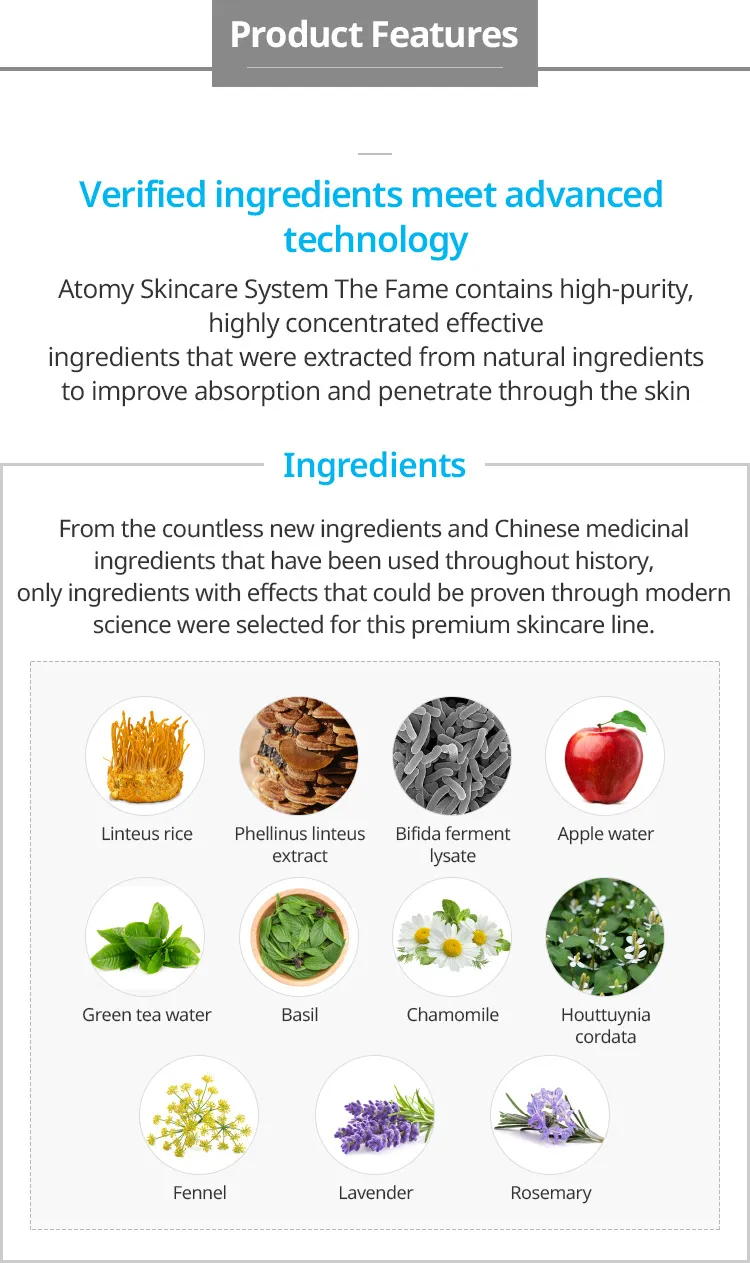 Product Features
Verified ingredients meet advanced
technology
Atomy Skincare System The Fame contains high-purity,
highly concentrated effective
ingredients that were extracted from natural ingredients
to improve absorption and penetrate through the skin
Ingredients
From the countless new ingredients and Chinese medicinal
ingredients that have been used throughout history,
only ingredients with effects that could be proven through modern
science were selected for this premium skincare line.
Linteus rice
Phellinus linteus
extract
Bifida ferment
lysate
Apple water
Green tea water
Basil
Chamomile
Houttuynia
cordata
Fennel
Lavender
Rosemary